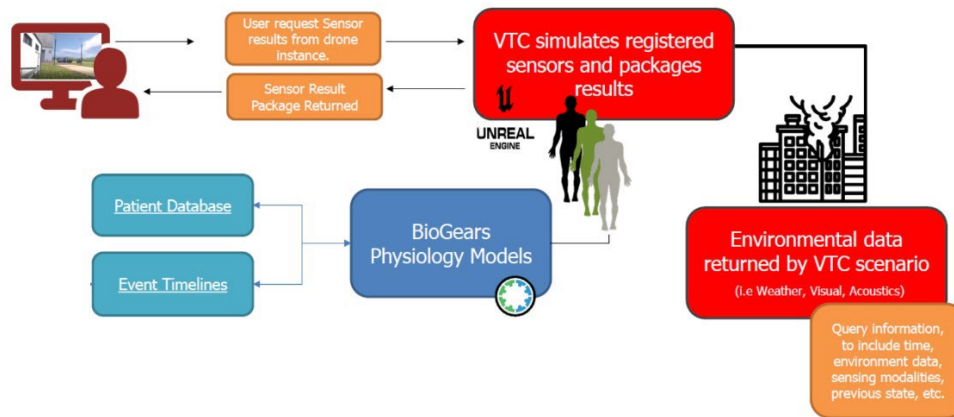 User request Sensor
results from drone
instance.
Sensor Result
Package Returned
VTC simulates registered
sensors and packages
results
UNREAL
ENGINE
Patient Database
Event Timelines
BioGears
Physiology Models
Environmental data
returned by VTC scenario
(i.e Weather, Visual, Acoustics)
Query information,
to include time,
environment data,
sensing modalities,
previous state, etc.